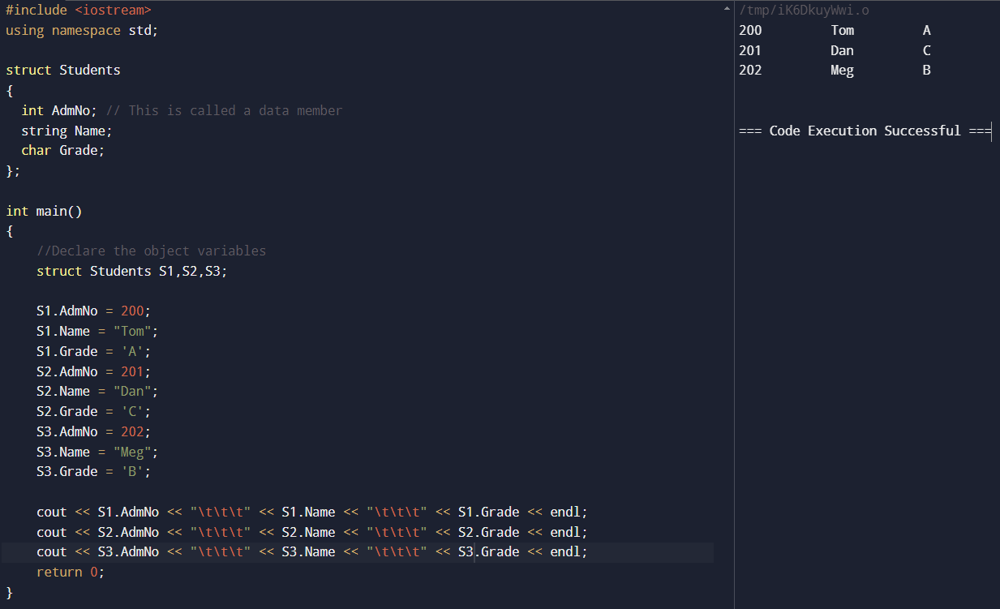 #include <iostream>
using namespace std;
struct Students
{
  int AdmNo; // This is called a data member
  string Name;
  char Grade;
};
int main()
{
    //Declare the object variables
    struct Students S1,S2,S3;
    S1.AdmNo = 200;
    S1.Name = "Tom";
    S1.Grade = 'A';
    S2.AdmNo = 201;
    S2.Name = "Dan";
    S2.Grade = 'C';
    S3.AdmNo = 202;
    S3.Name = "Meg";
    S3.Grade = 'B';
    cout << S1.AdmNo << "\t\t\t" << S1.Name << "\t\t\t" << S1.Grade << endl;
    cout << S2.AdmNo << "\t\t\t" << S2.Name << "\t\t\t" << S2.Grade << endl;
    cout << S3.AdmNo << "\t\t\t" << S3.Name << "\t\t\t" << S3.Grade << endl;
    return 0;
}
/tmp/iK6DkuyWwi.o
200 Tom A
201 Dan C
202 Meg B
=== Code Execution Successful ===